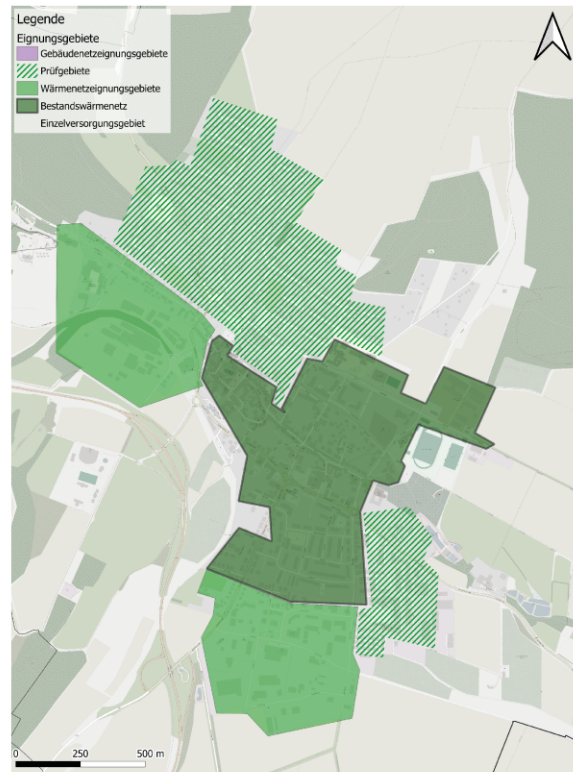 Legende
Eignungsgebiete
Gebäudenetzeignungsgebiete
Prüfgebiete
Wärmenetzeignungsgebiete
Bestandswärmenetz
Einzelversorgungsgebiet
0 250 500 m